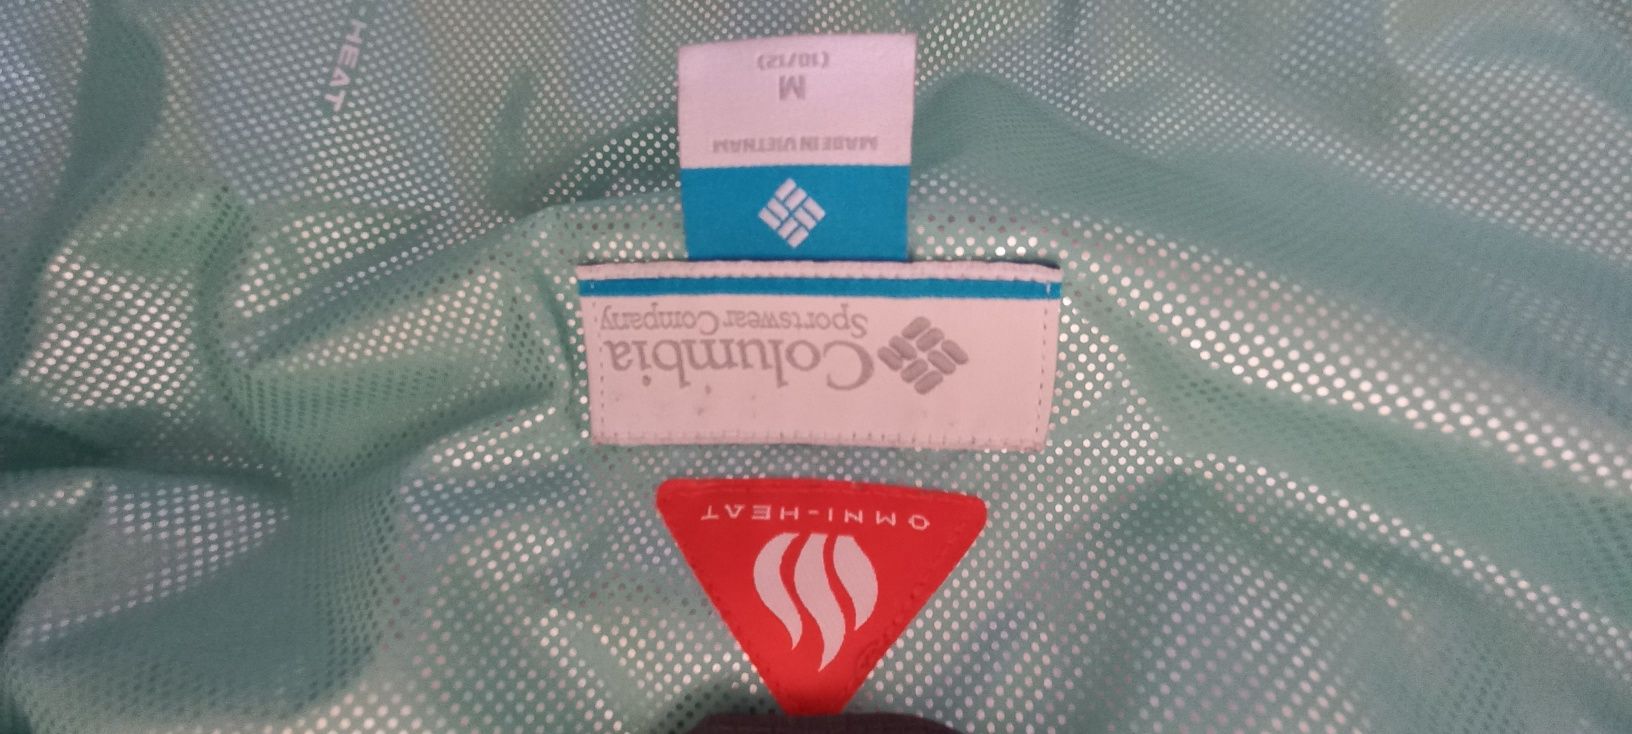 OMNI-HEAT
Columbia
Sportswear Company
MADE IN VIETNAM
M
(10/12)
-HEAT